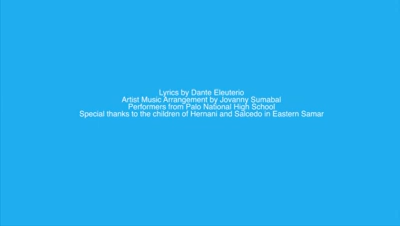 Lyrics by Dante Eleuterio
Artist Music Arrangement by Jovanny Sumabal
Performers from Palo National High School
Special thanks to the children of Hernani and Salcedo in Eastern Samar